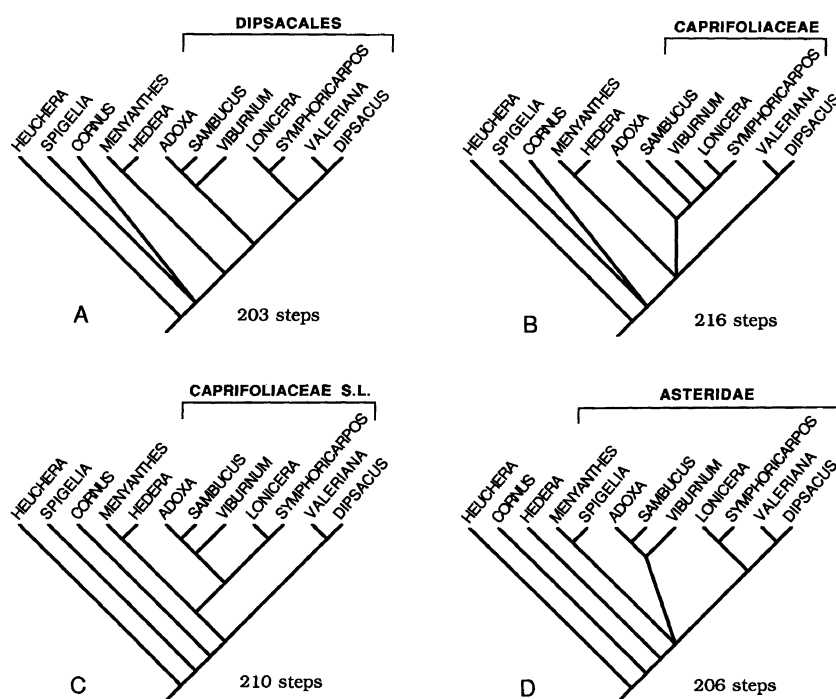 DIPSACALES
HEUCHERA
SPIGELIA
CORNUS
MENYANTHES
HEDERA
ADOXA
SAMBUCUS
VIBURNUM
LONICERA
SYMPHORICARPOS
VALERIANA
DIPSACUS
A
203 steps
CAPRIFOLIACEAE
HEUCHERA
SPIGELIA
CORNUS
MENYANTHES
HEDERA
ADOXA
SAMBUCUS
VIBURNUM
LONICERA
SYMPHORICARPOS
VALERIANA
DIPSACUS
B
216 steps
CAPRIFOLIACEAE S.L.
HEUCHERA
SPIGELIA
CORNUS
MENYANTHES
HEDERA
ADOXA
SAMBUCUS
VIBURNUM
LONICERA
SYMPHORICARPOS
VALERIANA
DIPSACUS
C
210 steps
ASTERIDAE
HEUCHERA
CORNUS
HEDERA
MENYANTHES
SPIGELIA
ADOXA
SAMBUCUS
VIBURNUM
LONICERA
SYMPHORICARPOS
VALERIANA
DIPSACUS
D
206 steps